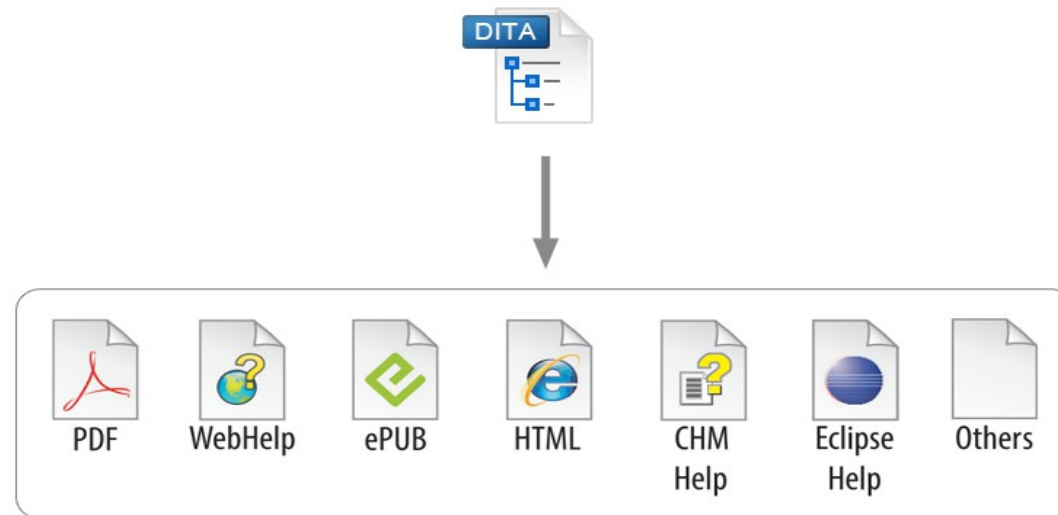 DITA
PDF
WebHelp
ePUB
HTML
CHM
Help
Eclipse
Help
Others